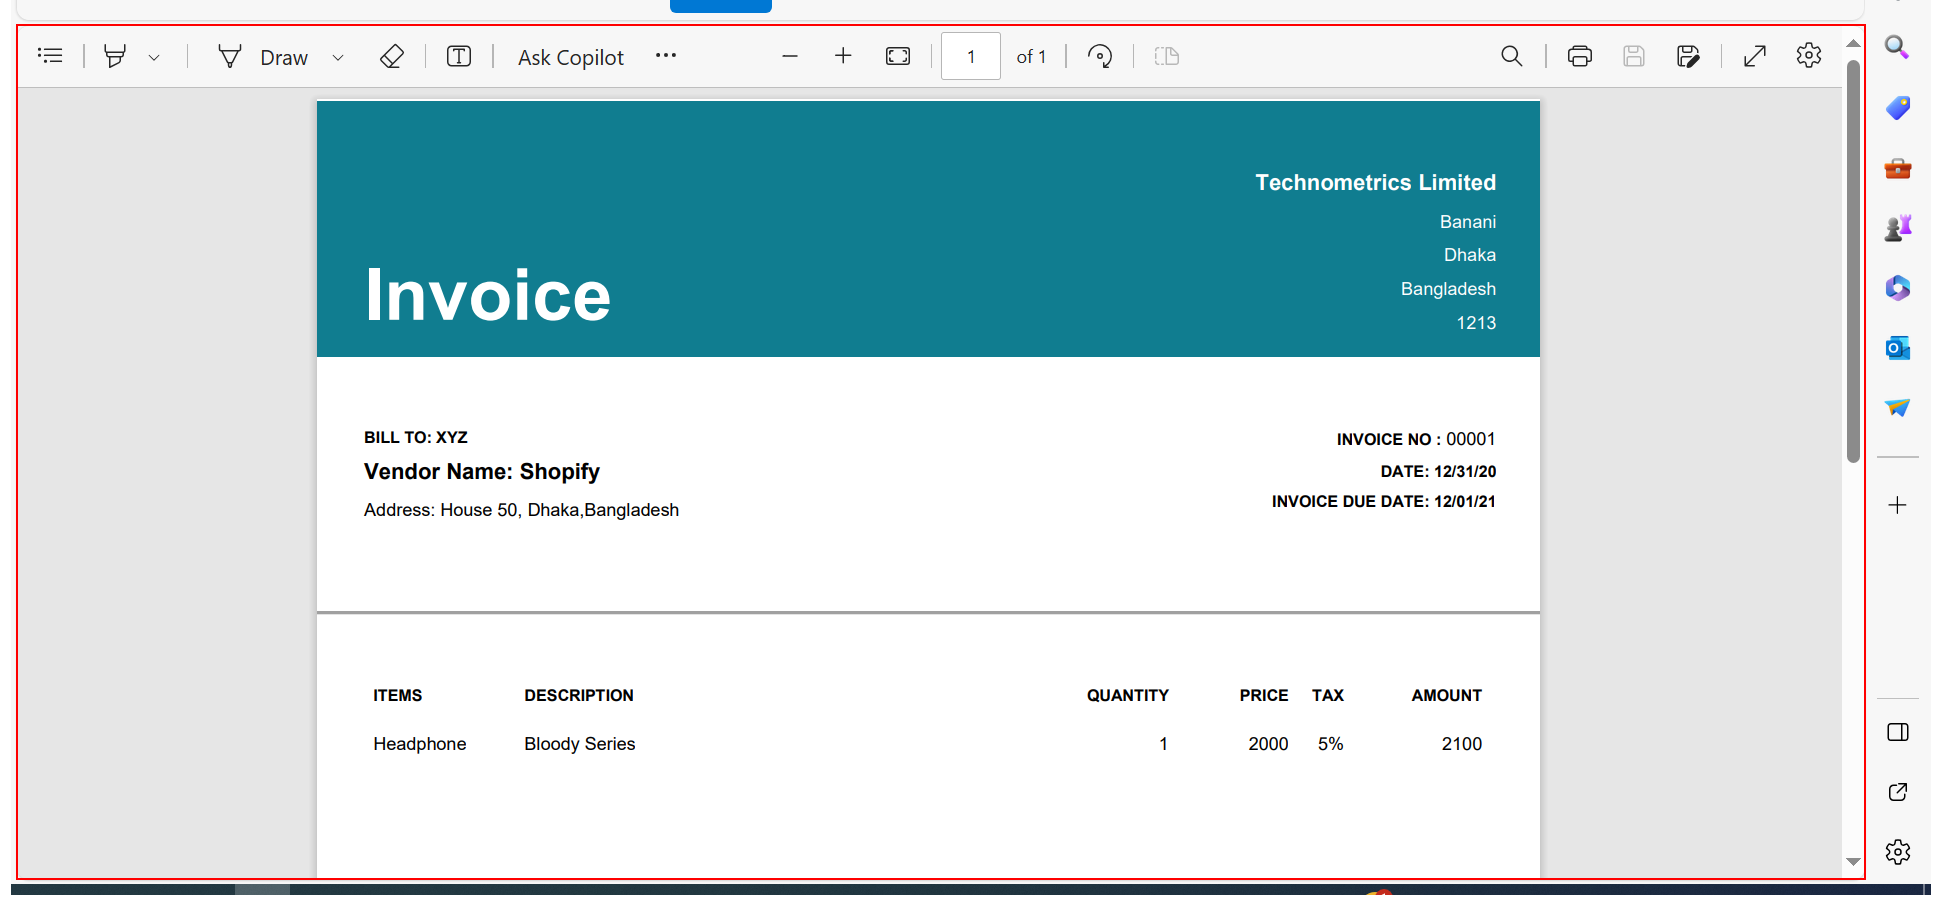 Draw
Ask Copilot
1
of 1
Technometrics Limited
Banani
Dhaka
Bangladesh
1213
Invoice
BILL TO: XYZ
Vendor Name: Shopify
Address: House 50, Dhaka,Bangladesh
INVOICE NO : 00001
DATE: 12/31/20
INVOICE DUE DATE: 12/01/21
ITEMS DESCRIPTION QUANTITY PRICE TAX AMOUNT
Headphone Bloody Series 1 2000 5% 2100